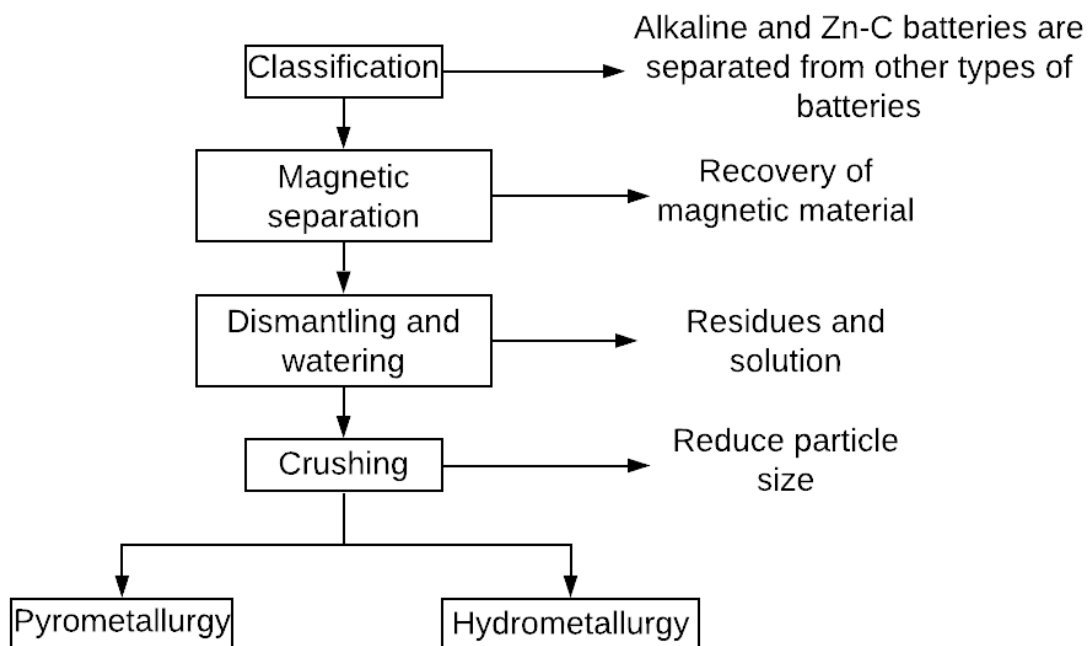 Classification
Alkaline and Zn-C batteries are
separated from other types of
batteries
Magnetic
separation
Recovery of
magnetic material
Dismantling and
watering
Residues and
solution
Crushing
Reduce particle
size
Pyrometallurgy
Hydrometallurgy